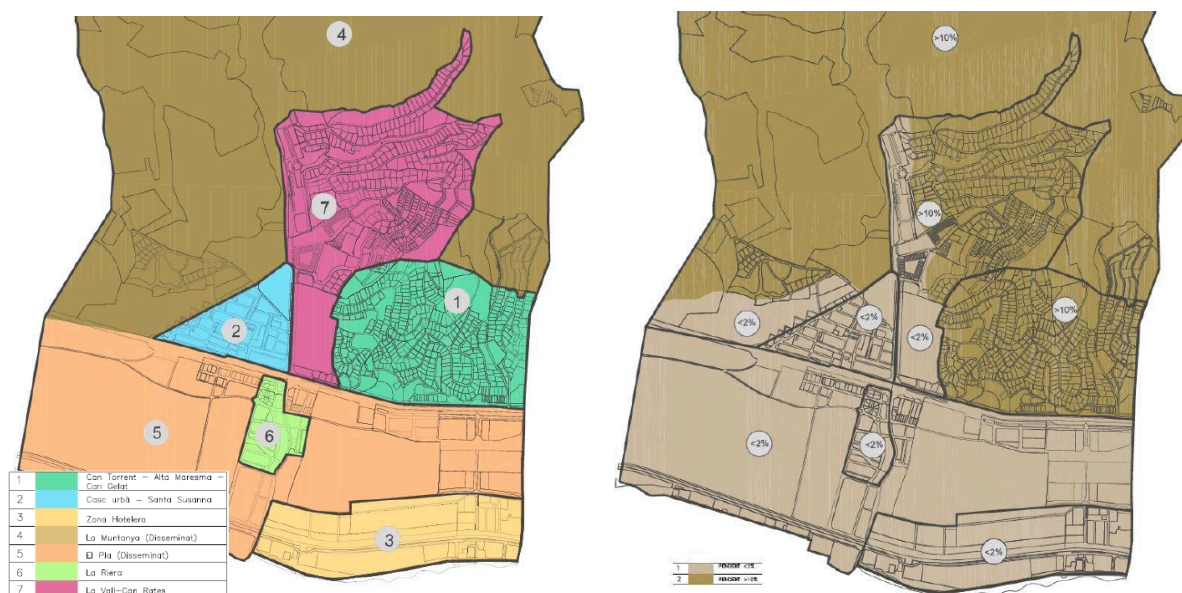 4
7
1
2
5
6
3
1 Can Torrent – Alta Maresma – Can Gelat
2 Casc urbà – Santa Susanna
3 Zona Hotelera
4 La Muntanya (Disseminat)
5 El Pla (Disseminat)
6 La Riera
7 La Vall–Can Rates
>10%
>10%
<2%
<2%
<2%
>10%
<2%
<2%
<2%
1 PENDENT <2%
2 PENDENT >10%